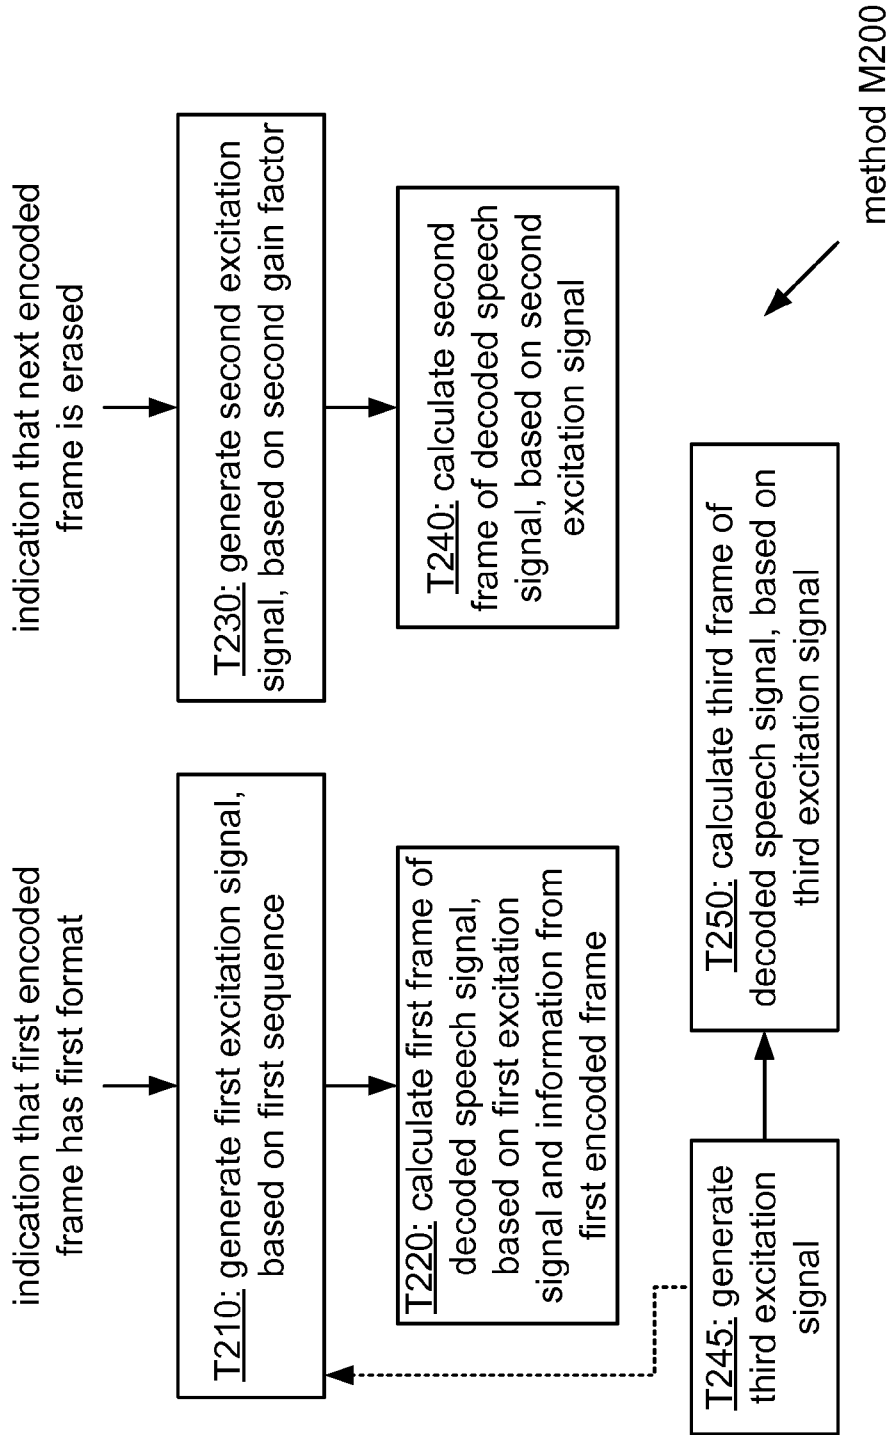 indication that first encoded
frame has first format
T210: generate first excitation signal,
based on first sequence
T220: calculate first frame of
decoded speech signal,
based on first excitation
signal and information from
first encoded frame
indication that next encoded
frame is erased
T230: generate second excitation
signal, based on second gain factor
T240: calculate second
frame of decoded speech
signal, based on second
excitation signal
T245: generate
third excitation
signal
T250: calculate third frame of
decoded speech signal, based on
third excitation signal
method M200